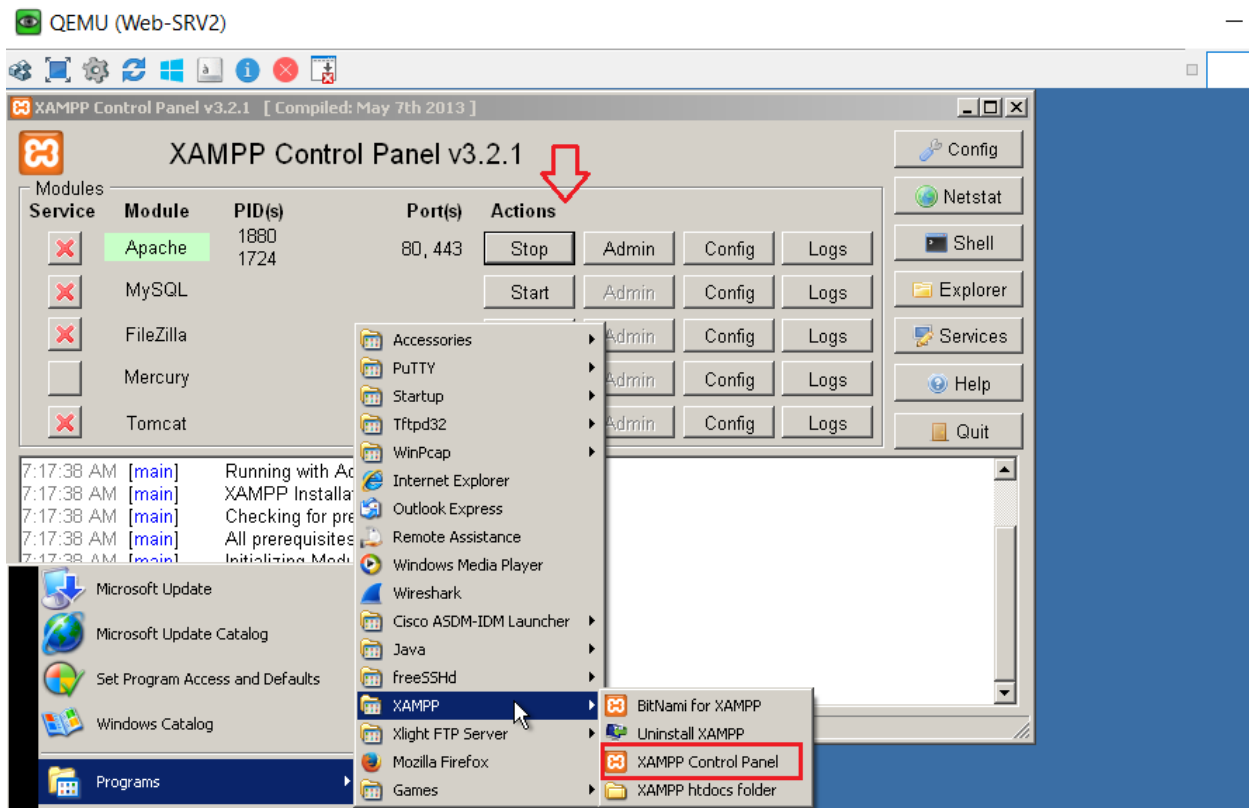 QEMU (Web-SRV2)
XAMPP Control Panel v3.2.1 [ Compiled: May 7th 2013 ]
XAMPP Control Panel v3.2.1
Config
Modules
Service Module PID(s) Port(s) Actions
Netstat
Apache 1880 1724 80, 443 Stop Admin Config Logs
Shell
MySQL Start Admin Config Logs
Explorer
FileZilla Admin Config Logs
Services
Mercury Admin Config Logs
Help
Tomcat Admin Config Logs
Quit
7:17:38 AM [main] Running with
7:17:38 AM [main] XAMPP
7:17:38 AM [main] Checking for
7:17:38 AM [main] All prerequisites
7:17:38 AM [main] Initializing
Microsoft Update
Microsoft Update Catalog
Set Program Access and Defaults
Windows Catalog
Programs
Accessories
PuTTY
Startup
Tftpd32
WinPcap
Internet Explorer
Outlook Express
Remote Assistance
Windows Media Player
Wireshark
Cisco ASDM-IDM Launcher
Java
freeSSHd
XAMPP
Xlight FTP Server
Mozilla Firefox
Games
BitNami for XAMPP
Uninstall XAMPP
XAMPP Control Panel
XAMPP htdocs folder